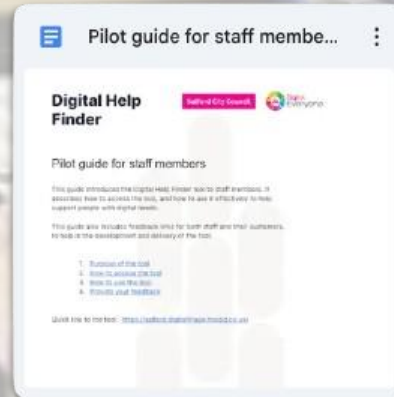 Pilot guide for staff membe...
Digital Help
Finder
Salford City Council
Digital
Everyone
Pilot guide for staff members
This guide introduces the Digital Help Finder tool to staff members. It
describes how to access the tool, and how to use it effectively to help
support people with digital needs.
This guide also includes feedback links for both staff and their customers,
to help in the development and delivery of the tool.
1. Purpose of the tool
2. How to access the tool
3. How to use the tool
4. Provide your feedback
Quick link to the tool: